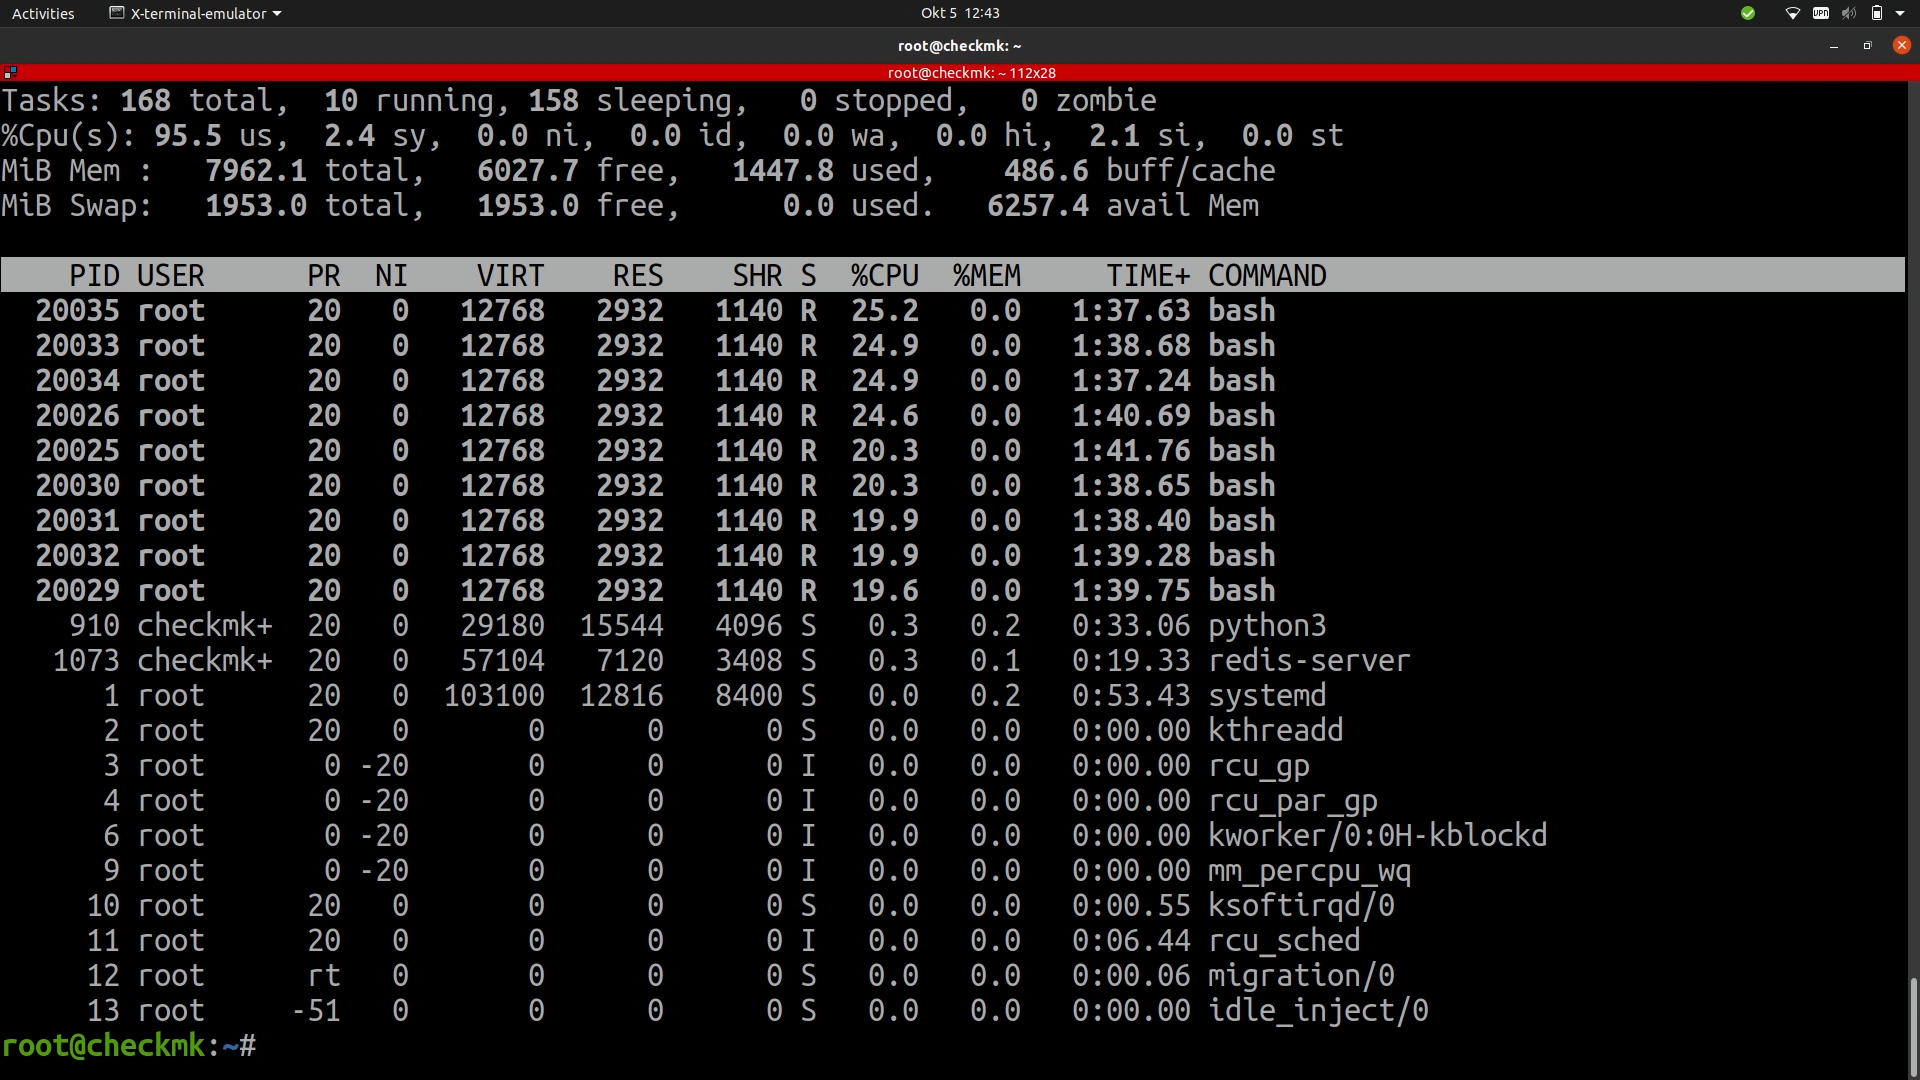 Activities X-terminal-emulator Okt 5 12:43 VPN
root@checkmk: ~
root@checkmk: ~ 112x28
Tasks: 168 total, 10 running, 158 sleeping, 0 stopped, 0 zombie
%Cpu(s): 95.5 us, 2.4 sy, 0.0 ni, 0.0 id, 0.0 wa, 0.0 hi, 2.1 si, 0.0 st
MiB Mem : 7962.1 total, 6027.7 free, 1447.8 used, 486.6 buff/cache
MiB Swap: 1953.0 total, 1953.0 free, 0.0 used. 6257.4 avail Mem
PID USER PR NI VIRT RES SHR S %CPU %MEM TIME+ COMMAND
20035 root 20 0 12768 2932 1140 R 25.2 0.0 1:37.63 bash
20033 root 20 0 12768 2932 1140 R 24.9 0.0 1:38.68 bash
20034 root 20 0 12768 2932 1140 R 24.9 0.0 1:37.24 bash
20026 root 20 0 12768 2932 1140 R 24.6 0.0 1:40.69 bash
20025 root 20 0 12768 2932 1140 R 20.3 0.0 1:41.76 bash
20030 root 20 0 12768 2932 1140 R 20.3 0.0 1:38.65 bash
20031 root 20 0 12768 2932 1140 R 19.9 0.0 1:38.40 bash
20032 root 20 0 12768 2932 1140 R 19.9 0.0 1:39.28 bash
20029 root 20 0 12768 2932 1140 R 19.6 0.0 1:39.75 bash
910 checkmk+ 20 0 29180 15544 4096 S 0.3 0.2 0:33.06 python3
1073 checkmk+ 20 0 57104 7120 3408 S 0.3 0.1 0:19.33 redis-server
1 root 20 0 103100 12816 8400 S 0.0 0.2 0:53.43 systemd
2 root 20 0 0 0 0 S 0.0 0.0 0:00.00 kthreadd
3 root 0 -20 0 0 0 I 0.0 0.0 0:00.00 rcu_gp
4 root 0 -20 0 0 0 I 0.0 0.0 0:00.00 rcu_par_gp
6 root 0 -20 0 0 0 I 0.0 0.0 0:00.00 kworker/0:0H-kblockd
9 root 0 -20 0 0 0 I 0.0 0.0 0:00.00 mm_percpu_wq
10 root 20 0 0 0 0 S 0.0 0.0 0:00.55 ksoftirqd/0
11 root 20 0 0 0 0 I 0.0 0.0 0:06.44 rcu_sched
12 root rt 0 0 0 0 S 0.0 0.0 0:00.06 migration/0
13 root -51 0 0 0 0 S 0.0 0.0 0:00.00 idle_inject/0
root@checkmk:~#